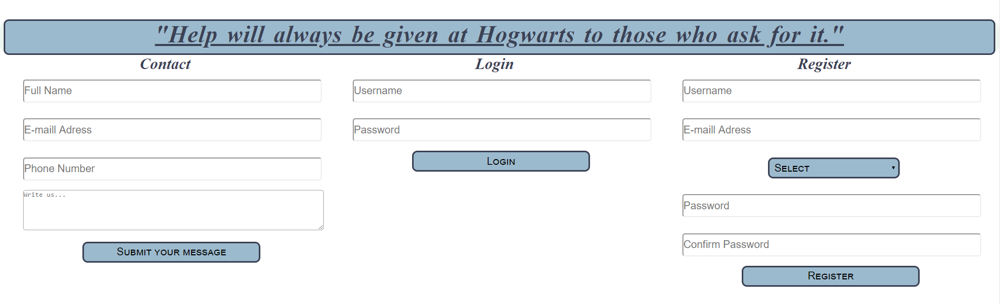 "Help will always be given at Hogwarts to those who ask for it."
Contact
Full Name
E-maill Adress
Phone Number
Write us...
Submit your message
Login
Username
Password
Login
Register
Username
E-maill Adress
Select
Password
Confirm Password
Register